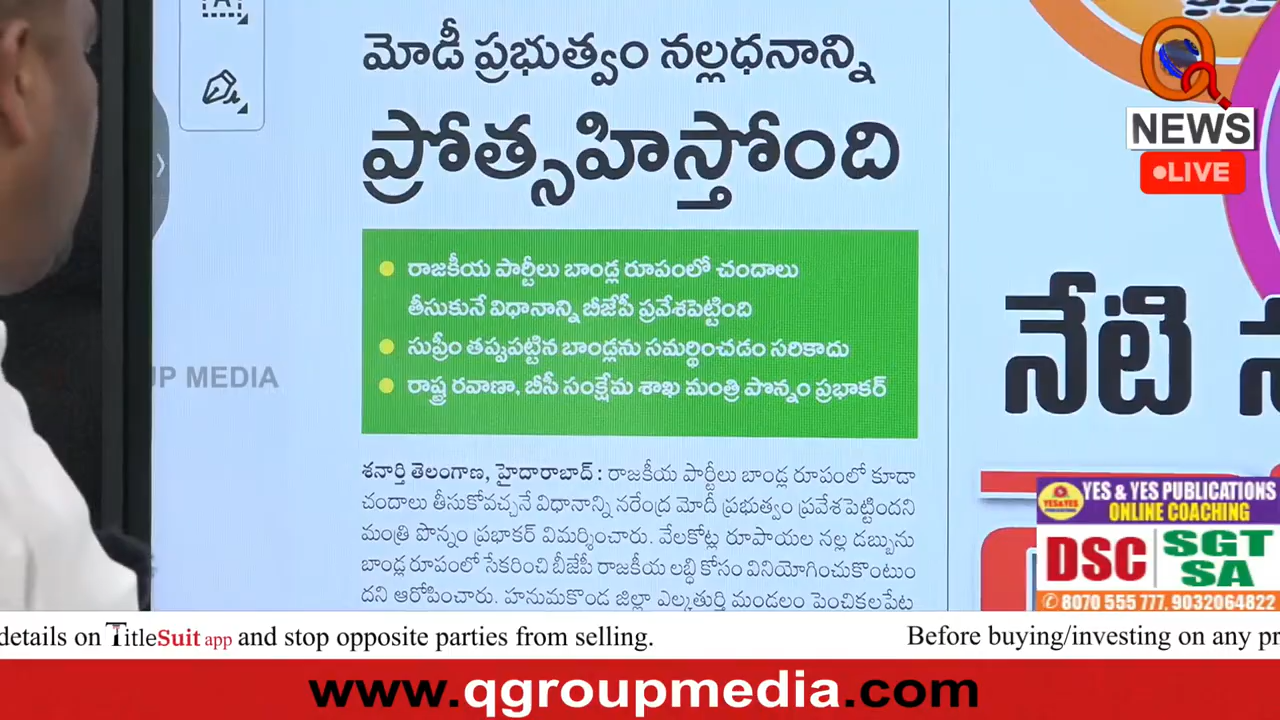 మోడీ ప్రభుత్వం నల్లధనాన్ని
ప్రోత్సహిస్తోంది
రాజకీయ పార్టీలు బాండ్ల రూపంలో చందాలు
తీసుకునే విధానాన్ని బీజేపీ ప్రవేశపెట్టింది
సుప్రీం తప్పుపట్టిన బాండ్లను సమర్థించడం సరికాదు
రాష్ట్ర రవాణా, బీసీ సంక్షేమ శాఖ మంత్రి పొన్నం ప్రభాకర్
శనార్తి తెలంగాణ, హైదారాబాద్ : రాజకీయ పార్టీలు బాండ్ల రూపంలో కూడా
చందాలు తీసుకోవచ్చనే విధానాన్ని నరేంద్ర మోదీ ప్రభుత్వం ప్రవేశపెట్టిందని
మంత్రి పొన్నం ప్రభాకర్ విమర్శించారు. వేలకోట్ల రూపాయల నల్ల డబ్బును
బాండ్ల రూపంలో సేకరించి బీజేపీ రాజకీయ లబ్ధి కోసం వినియోగించుకొంటుం
దని ఆరోపించారు. హనుమకొండ జిల్లా ఎల్కతుర్తి మండలం పెంచికలపేట
UP MEDIA
నేటి
Q
NEWS
LIVE
YES & YES PUBLICATIONS
ONLINE COACHING
DSC SGT
SA
8070 555 777, 9032064822
details on TitleSuit app and stop opposite parties from selling.
Before buying/investing on any
www.qgroupmedia.com